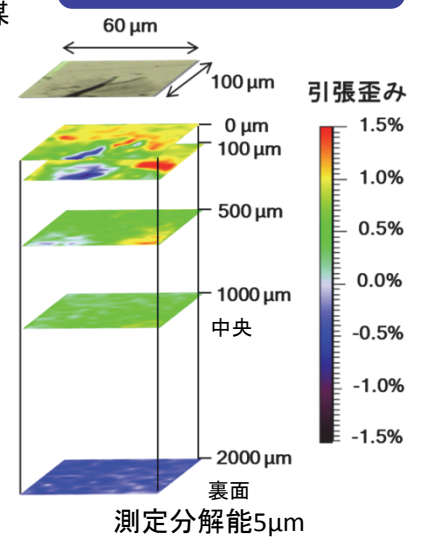 媒
60 µm
100 µm
引張歪み
0 µm
100 µm
500 µm
1000 µm
中央
2000 µm
裏面
1.5%
1.0%
0.5%
0.0%
-0.5%
-1.0%
-1.5%
測定分解能5µm